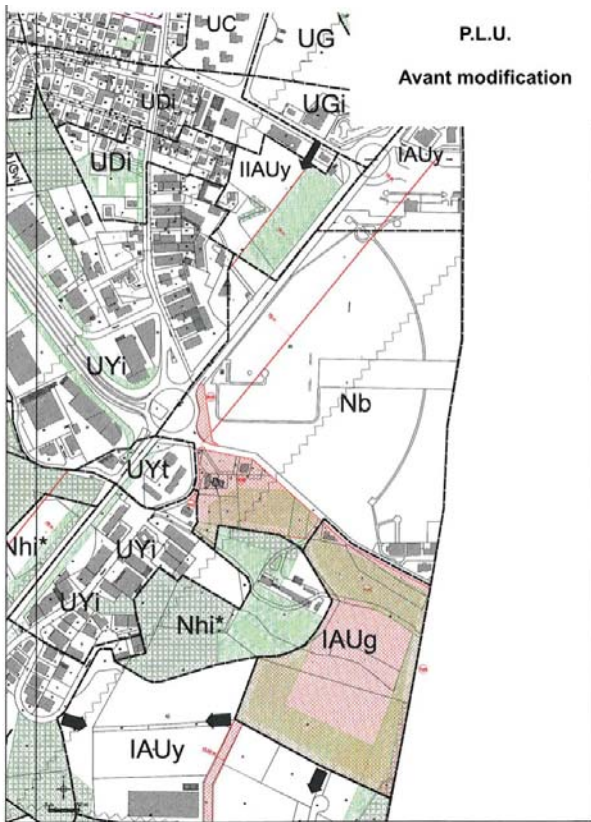 P.L.U.
Avant modification
UC
UG
UDi
UGi
UDi
IIAUy
IAUy
UYi
Nb
UYt
Nhi*
UYi
UYi
Nhi*
IAUg
IAUy